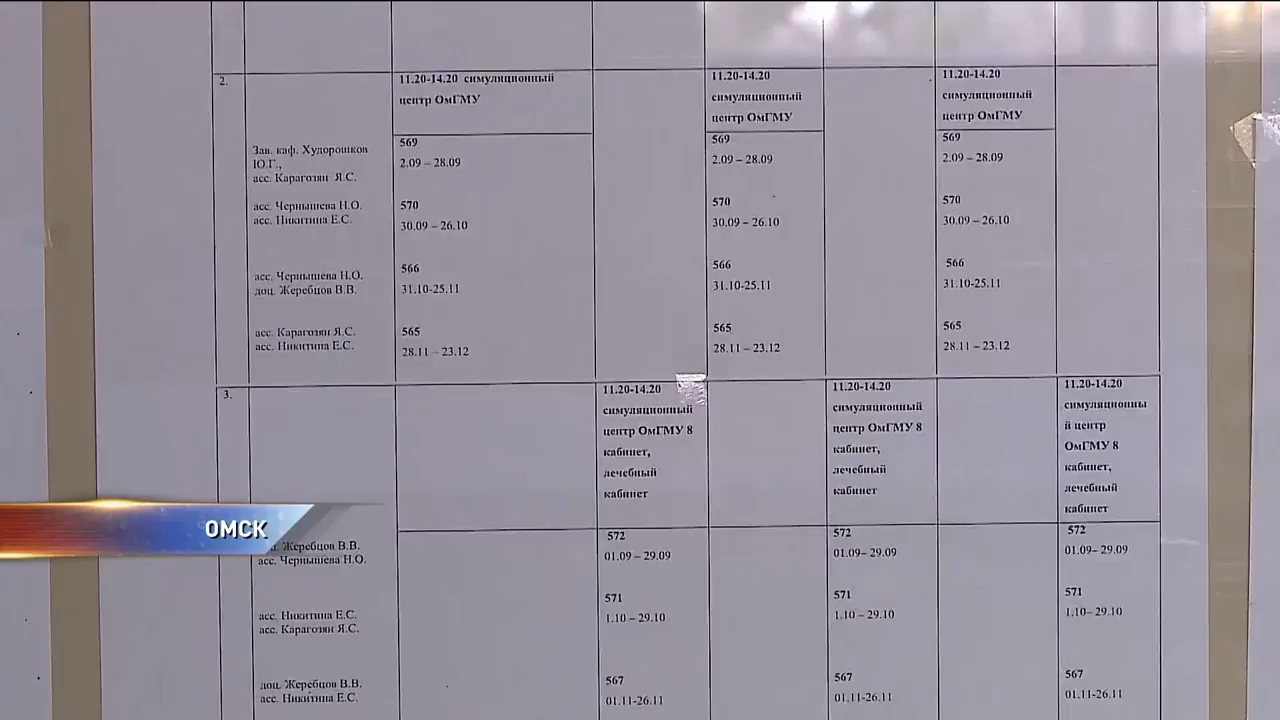 2.
11.20-14.20 симуляционный
центр ОмГМУ
11.20-14.20
симуляционный
центр ОмГМУ
11.20-14.20
симуляционный
центр ОмГМУ
Зав. каф. Худорошков
Ю.Г.,
асс. Карагозян Я.С.
569
2.09 – 28.09
569
2.09 – 28.09
569
2.09 – 28.09
асс. Чернышева Н.О.
асс. Никитина Е.С.
570
30.09 – 26.10
570
30.09 – 26.10
570
30.09 – 26.10
асс. Чернышева Н.О.
доц. Жеребцов В.В.
566
31.10-25.11
566
31.10-25.11
566
31.10-25.11
асс. Карагозян Я.С.
асс. Никитина Е.С.
565
28.11 – 23.12
565
28.11 – 23.12
565
28.11 – 23.12
3.
11.20-14.20
симуляционный
центр ОмГМУ 8
кабинет,
лечебный
кабинет
11.20-14.20
симуляционный
центр ОмГМУ 8
кабинет,
лечебный
кабинет
11.20-14.20
симуляционны
й центр
ОмГМУ 8
кабинет,
лечебный
кабинет
ОМСК
Жеребцов В.В.
асс. Чернышева Н.О.
572
01.09 – 29.09
572
01.09– 29.09
572
01.09– 29.09
асс. Никитина Е.С.
асс. Карагозян Я.С.
571
1.10 – 29.10
571
1.10– 29.10
571
1.10– 29.10
доц. Жеребцов В.В.
асс. Никитина Е.С.
567
01.11-26.11
567
01.11-26.11
567
01.11-26.11